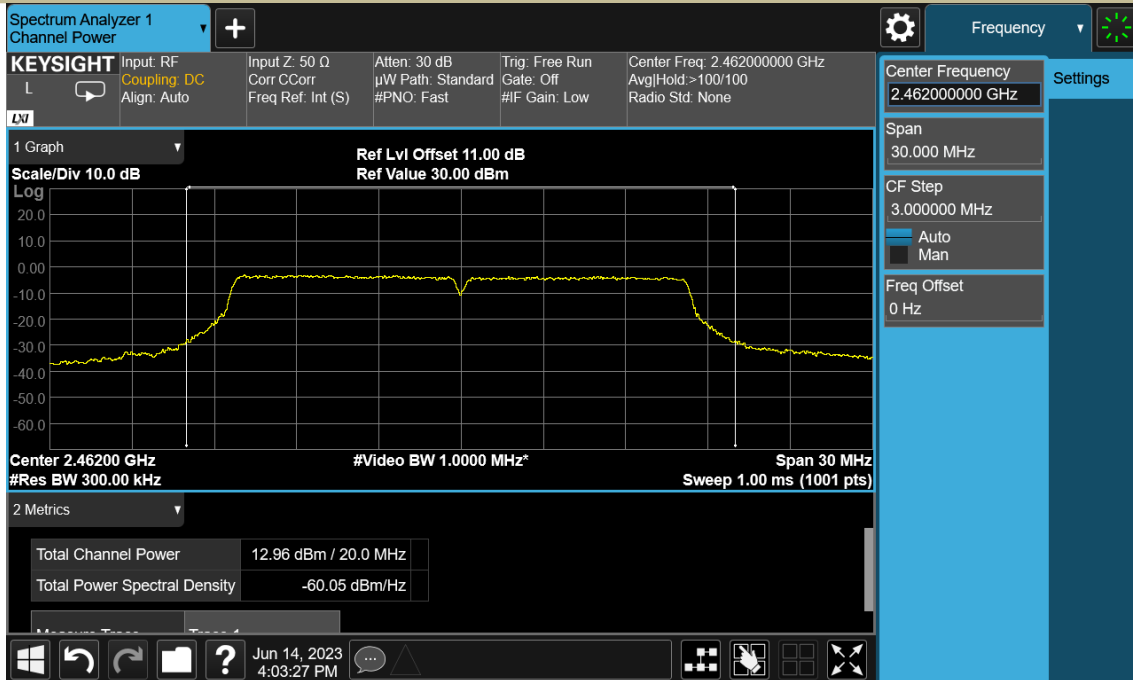 Spectrum Analyzer 1
Channel Power
+
Frequency
KEYSIGHT
L
LXI
Input: RF
Coupling: DC
Align: Auto
Input Z: 50 Ω
Corr CCorr
Freq Ref: Int (S)
Atten: 30 dB
µW Path: Standard
#PNO: Fast
Trig: Free Run
Gate: Off
#IF Gain: Low
Center Freq: 2.462000000 GHz
Avg|Hold:>100/100
Radio Std: None
Center Frequency
2.462000000 GHz
Settings
Span
30.000 MHz
CF Step
3.000000 MHz
Auto
Man
Freq Offset
0 Hz
1 Graph
Scale/Div 10.0 dB
Ref Lvl Offset 11.00 dB
Ref Value 30.00 dBm
Log
20.0
10.0
0.00
-10.0
-20.0
-30.0
-40.0
-50.0
-60.0
Center 2.46200 GHz
#Video BW 1.0000 MHz*
Span 30 MHz
#Res BW 300.00 kHz
Sweep 1.00 ms (1001 pts)
2 Metrics
Total Channel Power 12.96 dBm / 20.0 MHz
Total Power Spectral Density -60.05 dBm/Hz
Measure Trace Trace 1
?
Jun 14, 2023
4:03:27 PM